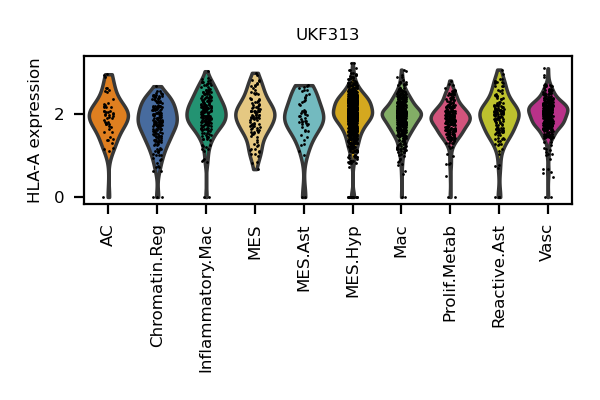 UKF313
HLA-A expression
2
0
AC
Chromatin.Reg
Inflammatory.Mac
MES
MES.Ast
MES.Hyp
Mac
Prolif.Metab
Reactive.Ast
Vasc